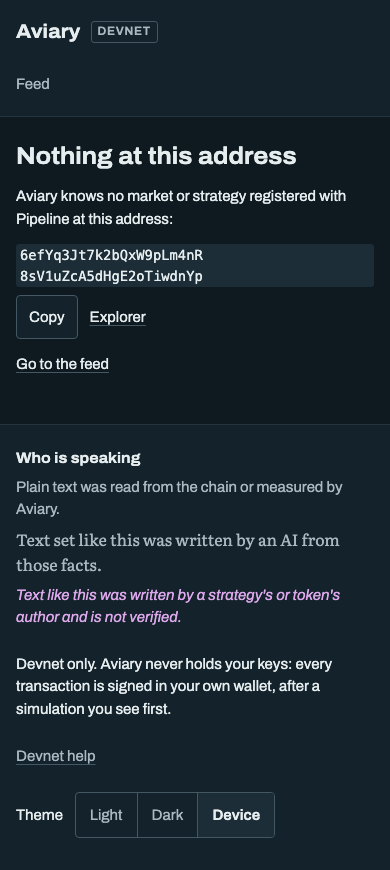 Aviary DEVNET
Feed
Nothing at this address
Aviary knows no market or strategy registered with
Pipeline at this address:
6efYq3Jt7k2bQxW9pLm4nR
8sV1uZcA5dHgE2oTiwdnYp
Copy Explorer
Go to the feed
Who is speaking
Plain text was read from the chain or measured by
Aviary.
Text set like this was written by an AI from
those facts.
Text like this was written by a strategy's or token's
author and is not verified.
Devnet only. Aviary never holds your keys: every
transaction is signed in your own wallet, after a
simulation you see first.
Devnet help
Theme Light Dark Device